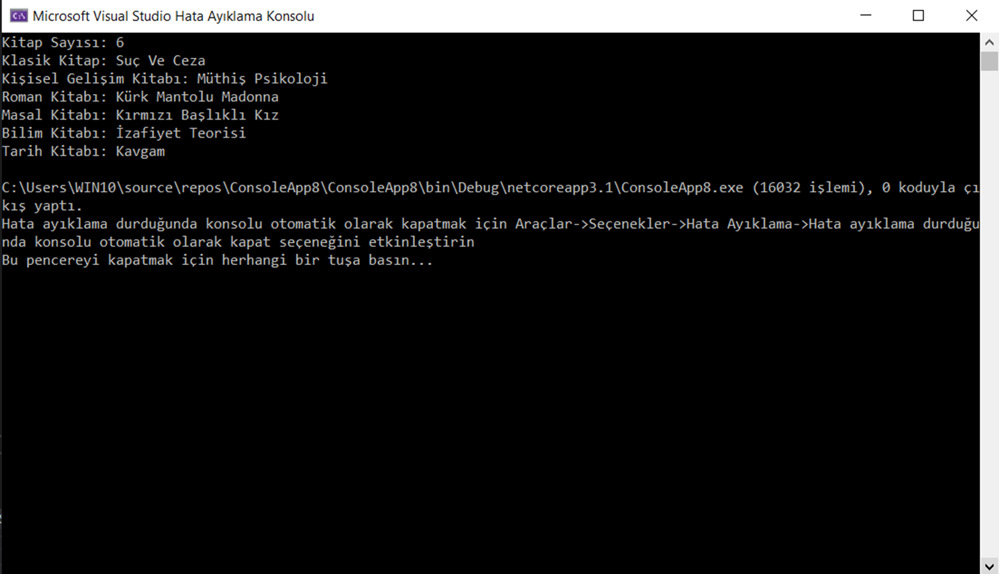 Microsoft Visual Studio Hata Ayıklama Konsolu
Kitap Sayısı: 6
Klasik Kitap: Suç Ve Ceza
Kişisel Gelişim Kitabı: Müthiş Psikoloji
Roman Kitabı: Kürk Mantolu Madonna
Masal Kitabı: Kırmızı Başlıklı Kız
Bilim Kitabı: İzafiyet Teorisi
Tarih Kitabı: Kavgam
C:\Users\WIN10\source\repos\ConsoleApp8\ConsoleApp8\bin\Debug\netcoreapp3.1\ConsoleApp8.exe (16032 işlemi), 0 koduyla çı
kış yaptı.
Hata ayıklama durduğunda konsolu otomatik olarak kapatmak için Araçlar->Seçenekler->Hata Ayıklama->Hata ayıklama durduğu
nda konsolu otomatik olarak kapat seçeneğini etkinleştirin
Bu pencereyi kapatmak için herhangi bir tuşa basın...